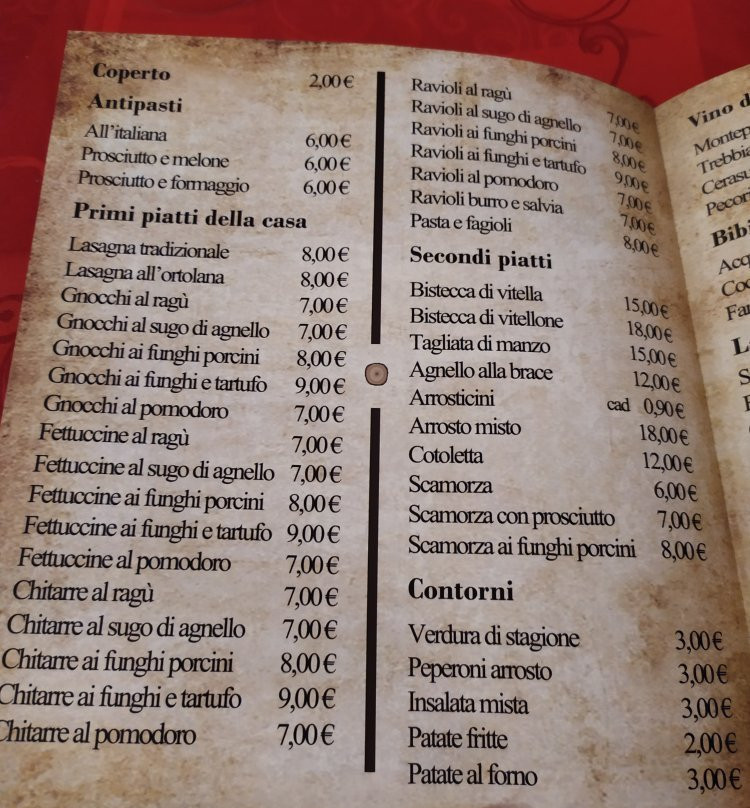 Coperto 2,00€
Antipasti
All'italiana 6,00€
Prosciutto e melone 6,00€
Prosciutto e formaggio 6,00€
Primi piatti della casa
Lasagna tradizionale 8,00€
Lasagna all'ortolana 8,00€
Gnocchi al ragù 7,00€
Gnocchi al sugo di agnello 7,00€
Gnocchi ai funghi porcini 8,00€
Gnocchi ai funghi e tartufo 9,00€
Gnocchi al pomodoro 7,00€
Fettuccine al ragù 7,00€
Fettuccine al sugo di agnello 7,00€
Fettuccine ai funghi porcini 8,00€
Fettuccine ai funghi e tartufo 9,00€
Fettuccine al pomodoro 7,00€
Chitarre al ragù 7,00€
Chitarre al sugo di agnello 7,00€
Chitarre ai funghi porcini 8,00€
Chitarre ai funghi e tartufo 9,00€
Chitarre al pomodoro 7,00€
Ravioli al ragù 7,00€
Ravioli al sugo di agnello 7,00€
Ravioli ai funghi porcini 8,00€
Ravioli ai funghi e tartufo 9,00€
Ravioli al pomodoro 7,00€
Ravioli burro e salvia 7,00€
Pasta e fagioli 8,00€
Secondi piatti
Bistecca di vitella 15,00€
Bistecca di vitellone 18,00€
Tagliata di manzo 15,00€
Agnello alla brace 12,00€
Arrosticini cad 0,90€
Arrosto misto 18,00€
Cotoletta 12,00€
Scamorza 6,00€
Scamorza con prosciutto 7,00€
Scamorza ai funghi porcini 8,00€
Contorni
Verdura di stagione 3,00€
Peperoni arrosto 3,00€
Insalata mista 3,00€
Patate fritte 2,00€
Patate al forno 3,00€
Vino d
Montep
Trebbia
Cerasu
Pecor
Bibi
Acq
Coc
Fan